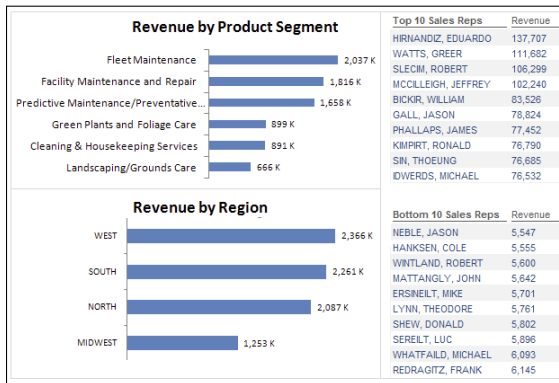 Revenue by Product Segment
Fleet Maintenance
2,037 K
Facility Maintenance and Repair
1,816 K
Predictive Maintenance/Preventative...
1,658 K
Green Plants and Foliage Care
899 K
Cleaning & Housekeeping Services
891 K
Landscaping/Grounds Care
666 K
Revenue by Region
WEST
2,366 K
SOUTH
2,261 K
NORTH
2,087 K
MIDWEST
1,253 K
Top 10 Sales Reps Revenue
HIRNANDIZ, EDUARDO 137,707
WATTS, GREER 111,682
SLECIM, ROBERT 106,299
MCCILLEIGH, JEFFREY 102,240
BICKIR, WILLIAM 83,526
GALL, JASON 78,824
PHALLAPS, JAMES 77,452
KIMPIRT, RONALD 76,790
SIN, THOEUNG 76,685
IDWERDS, MICHAEL 76,532
Bottom 10 Sales Reps Revenue
NEBLE, JASON 5,547
HANKSEN, COLE 5,555
WINTLAND, ROBERT 5,600
MATTANGLY, JOHN 5,642
ERSINEILT, MIKE 5,701
LYNN, THEODORE 5,761
SHEW, DONALD 5,802
SEREILT, LUC 5,896
WHATFAILD, MICHAEL 6,093
REDRAGITZ, FRANK 6,145